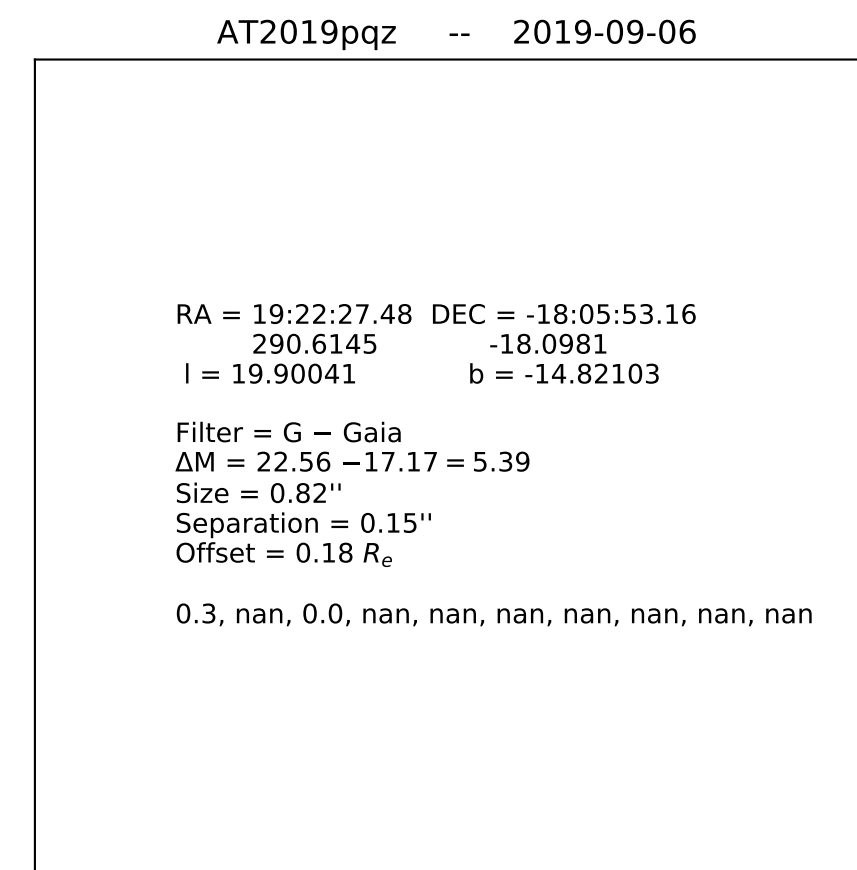 AT2019pqz -- 2019-09-06
RA = 19:22:27.48 DEC = -18:05:53.16
290.6145 -18.0981
l = 19.90041 b = -14.82103
Filter = G − Gaia
ΔM = 22.56 −17.17 = 5.39
Size = 0.82''
Separation = 0.15''
Offset = 0.18 Rₑ
0.3, nan, 0.0, nan, nan, nan, nan, nan, nan, nan